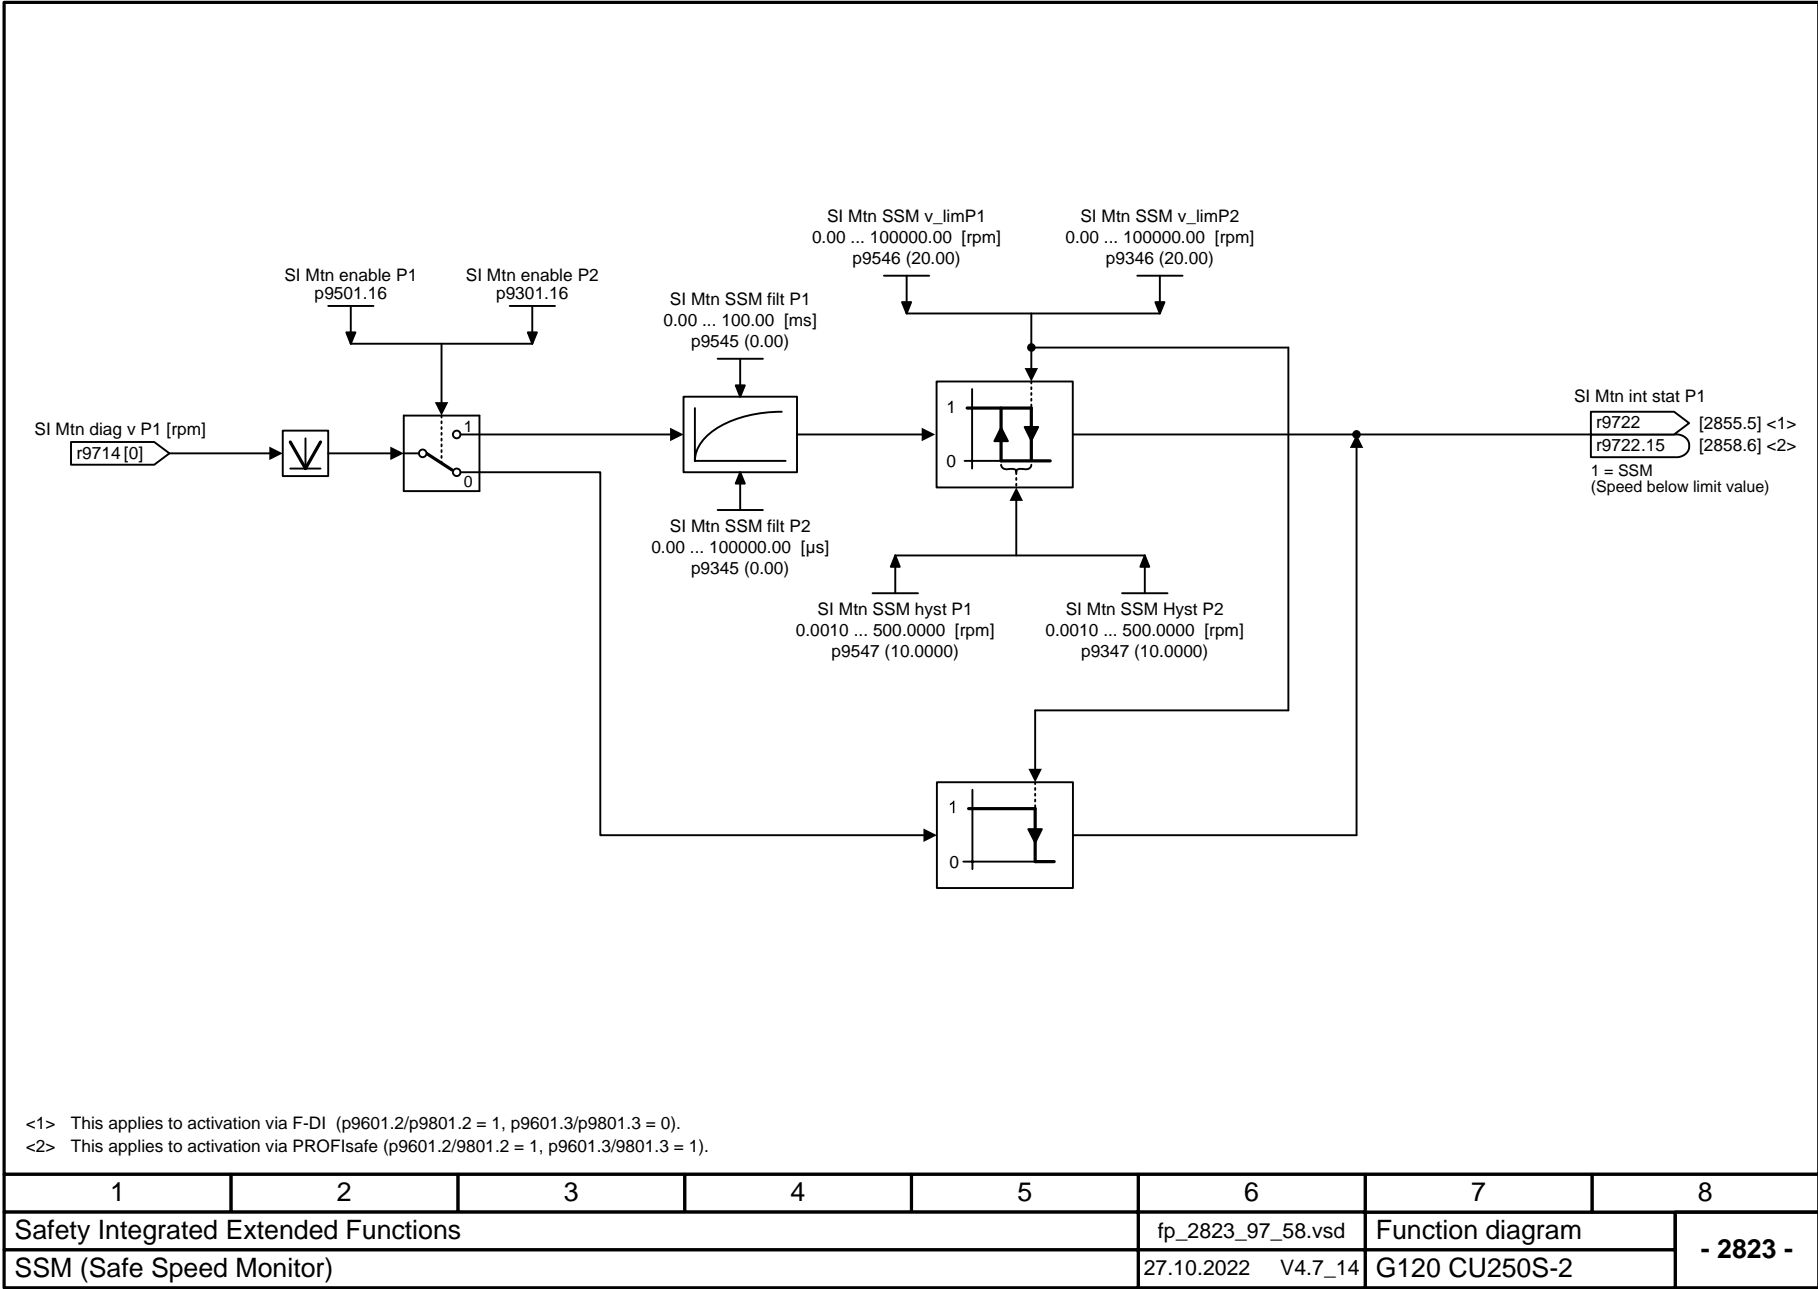 SI Mtn SSM v_limP1
0.00 ... 100000.00 [rpm]
p9546 (20.00)
SI Mtn SSM v_limP2
0.00 ... 100000.00 [rpm]
p9346 (20.00)
SI Mtn enable P1
p9501.16
SI Mtn enable P2
p9301.16
SI Mtn SSM filt P1
0.00 ... 100.00 [ms]
p9545 (0.00)
SI Mtn diag v P1 [rpm]
r9714[0]
1
0
1
0
SI Mtn int stat P1
r9722 [2855.5] <1>
r9722.15 [2858.6] <2>
1 = SSM
(Speed below limit value)
SI Mtn SSM filt P2
0.00 ... 100000.00 [µs]
p9345 (0.00)
SI Mtn SSM hyst P1
0.0010 ... 500.0000 [rpm]
p9547 (10.0000)
SI Mtn SSM Hyst P2
0.0010 ... 500.0000 [rpm]
p9347 (10.0000)
1
0
<1> This applies to activation via F-DI (p9601.2/p9801.2 = 1, p9601.3/p9801.3 = 0).
<2> This applies to activation via PROFIsafe (p9601.2/9801.2 = 1, p9601.3/9801.3 = 1).
1 2 3 4 5 6 7 8
Safety Integrated Extended Functions
fp_2823_97_58.vsd
Function diagram
- 2823 -
SSM (Safe Speed Monitor)
27.10.2022 V4.7_14
G120 CU250S-2